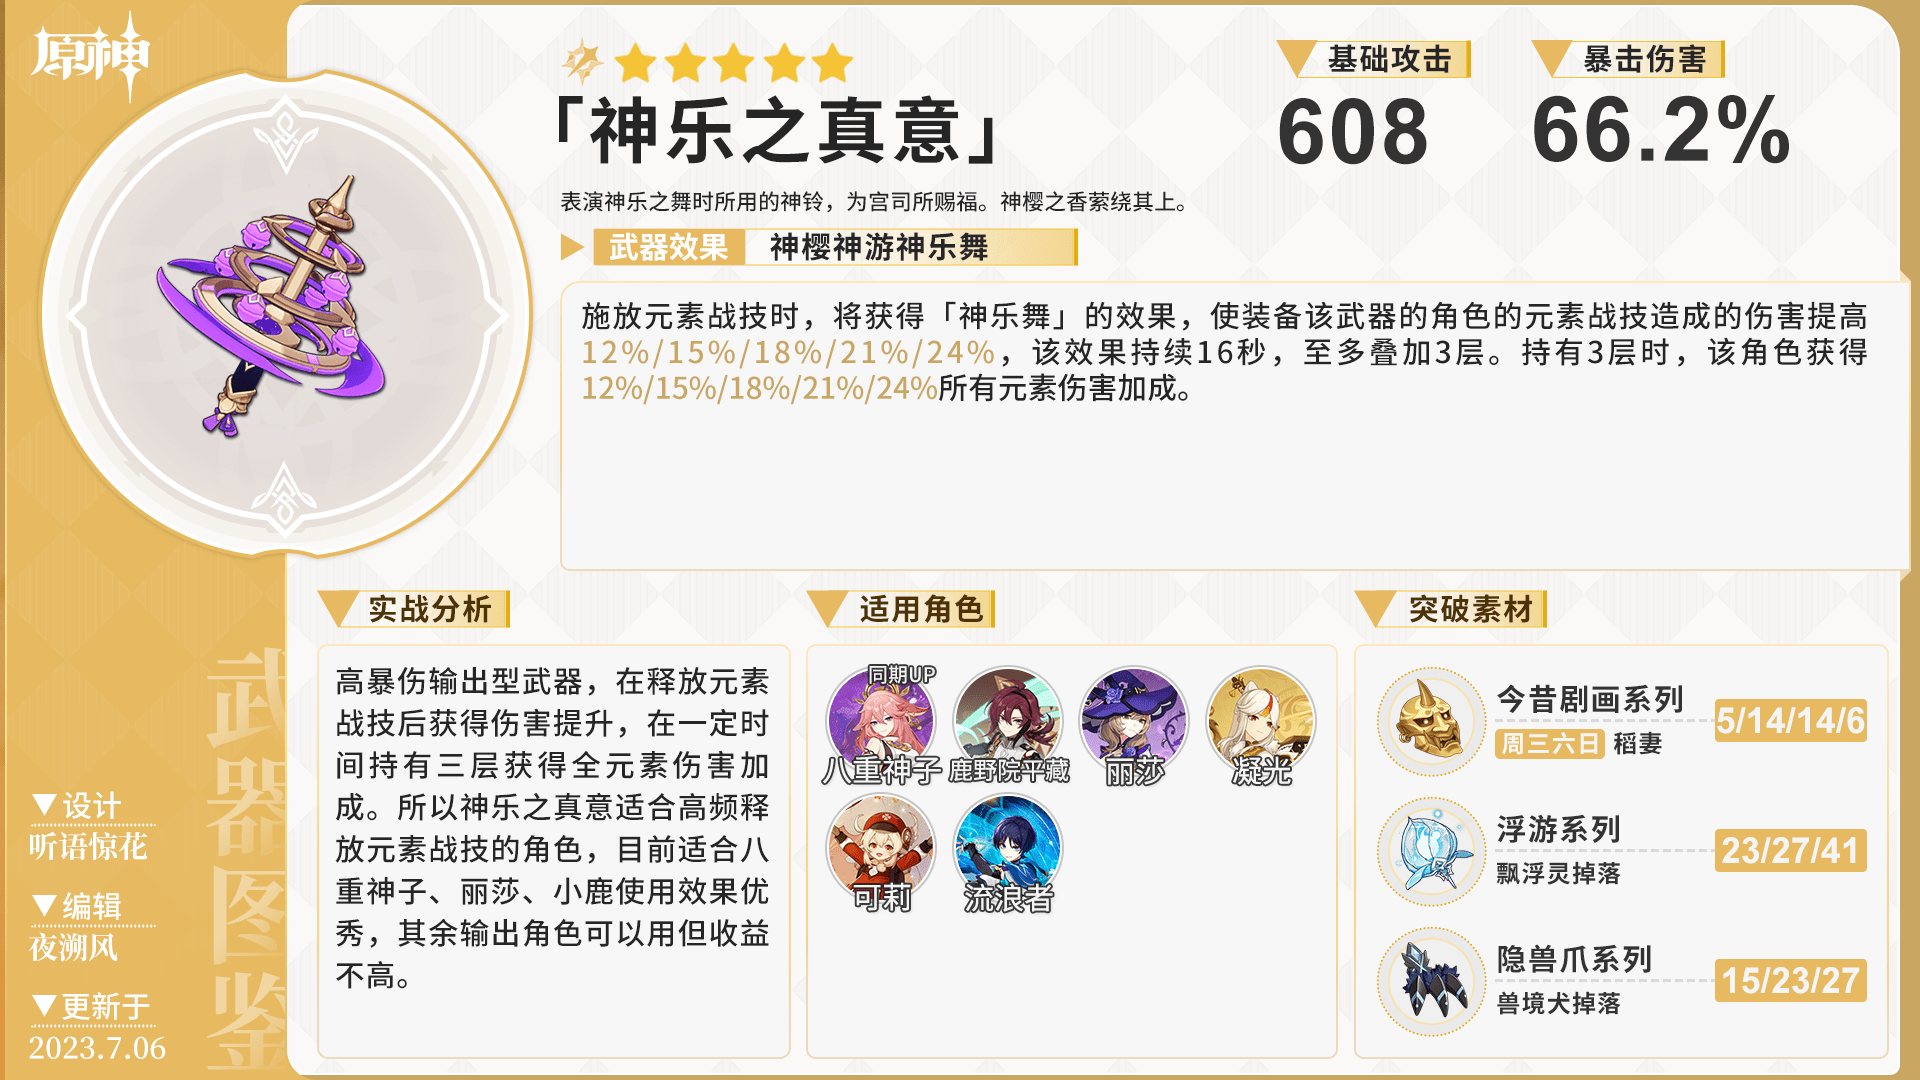 原神
「神乐之真意」
基础攻击
608
暴击伤害
66.2%
表演神乐之舞时所用的神铃，为宫司所赐福。神樱之香萦绕其上。
武器效果 神樱神游神乐舞
施放元素战技时，将获得「神乐舞」的效果，使装备该武器的角色的元素战技造成的伤害提高
12%/15%/18%/21%/24%，该效果持续16秒，至多叠加3层。持有3层时，该角色获得
12%/15%/18%/21%/24%所有元素伤害加成。
实战分析
高暴伤输出型武器，在释放元素
战技后获得伤害提升，在一定时
间持有三层获得全元素伤害加
成。所以神乐之真意适合高频释
放元素战技的角色，目前适合八
重神子、丽莎、小鹿使用效果优
秀，其余输出角色可以用但收益
不高。
适用角色
同期UP
八重神子
鹿野院平藏
丽莎
凝光
可莉
流浪者
突破素材
今昔剧画系列
周三六日 稻妻
5/14/14/6
浮游系列
飘浮灵掉落
23/27/41
隐兽爪系列
兽境犬掉落
15/23/27
武器图鉴
▼设计
听语惊花
▼编辑
夜溯风
▼更新于
2023.7.06